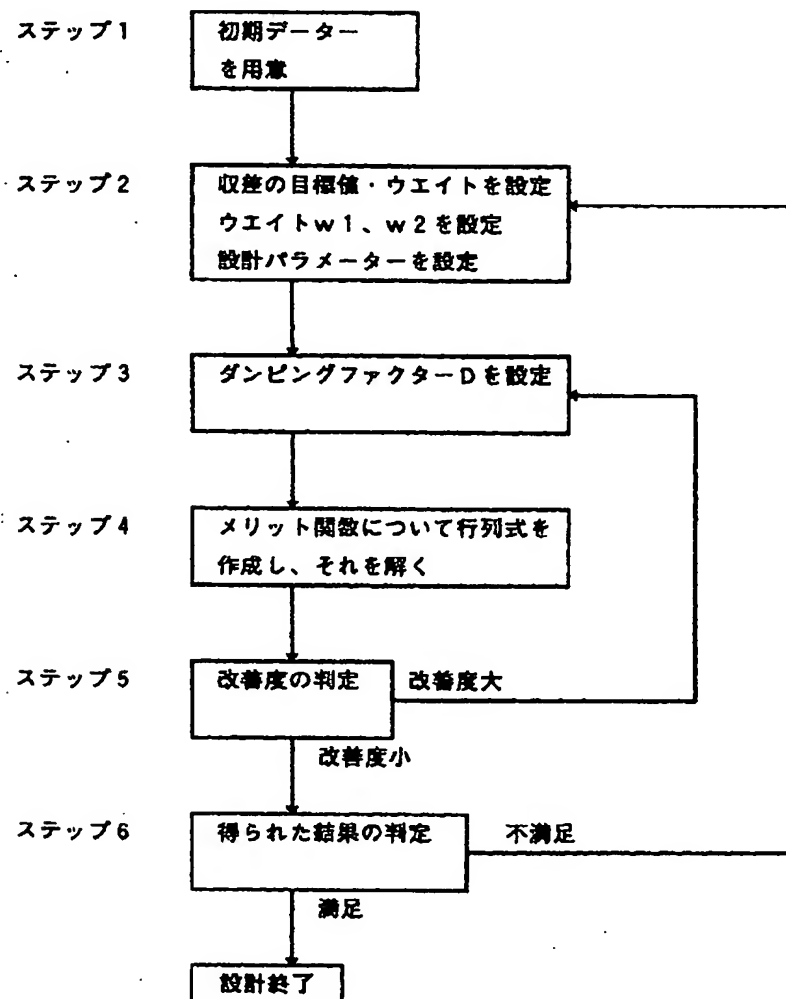 ステップ1
初期データー
を用意
ステップ2
収差の目標値・ウエイトを設定
ウエイトw1、w2を設定
設計パラメーターを設定
ステップ3
ダンピングファクターDを設定
ステップ4
メリット関数について行列式を
作成し、それを解く
ステップ5
改善度の判定
改善度大
改善度小
ステップ6
得られた結果の判定
不満足
満足
設計終了